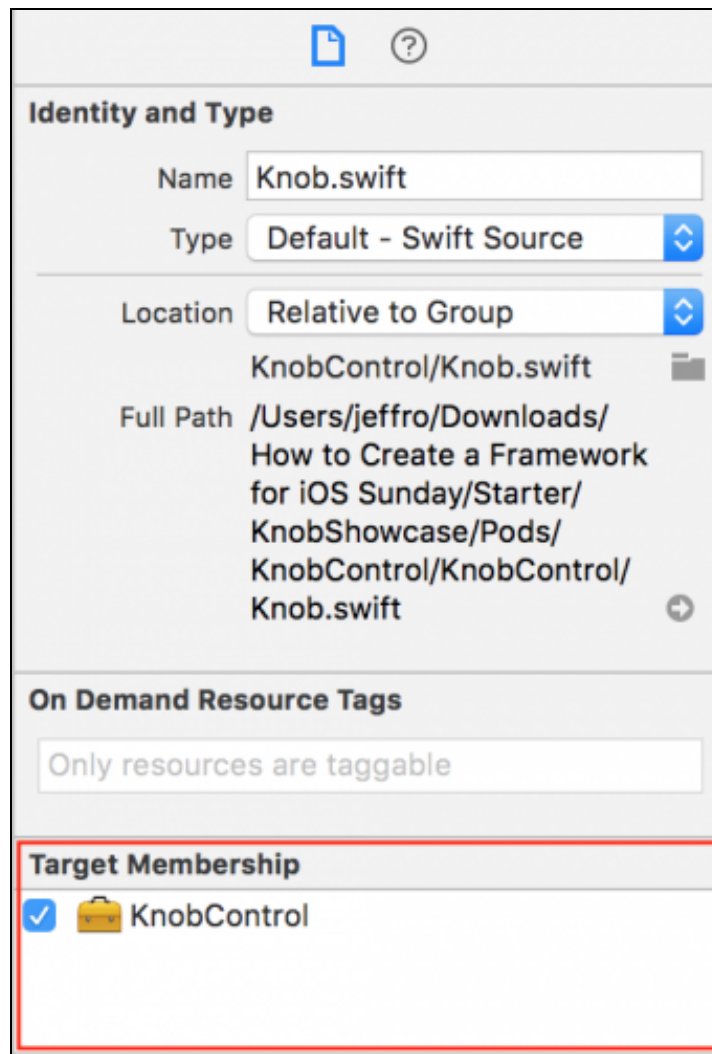 Identity and Type
Name Knob.swift
Type Default - Swift Source
Location Relative to Group
KnobControl/Knob.swift
Full Path /Users/jeffro/Downloads/
How to Create a Framework
for iOS Sunday/Starter/
KnobShowcase/Pods/
KnobControl/KnobControl/
Knob.swift
On Demand Resource Tags
Only resources are taggable
Target Membership
KnobControl